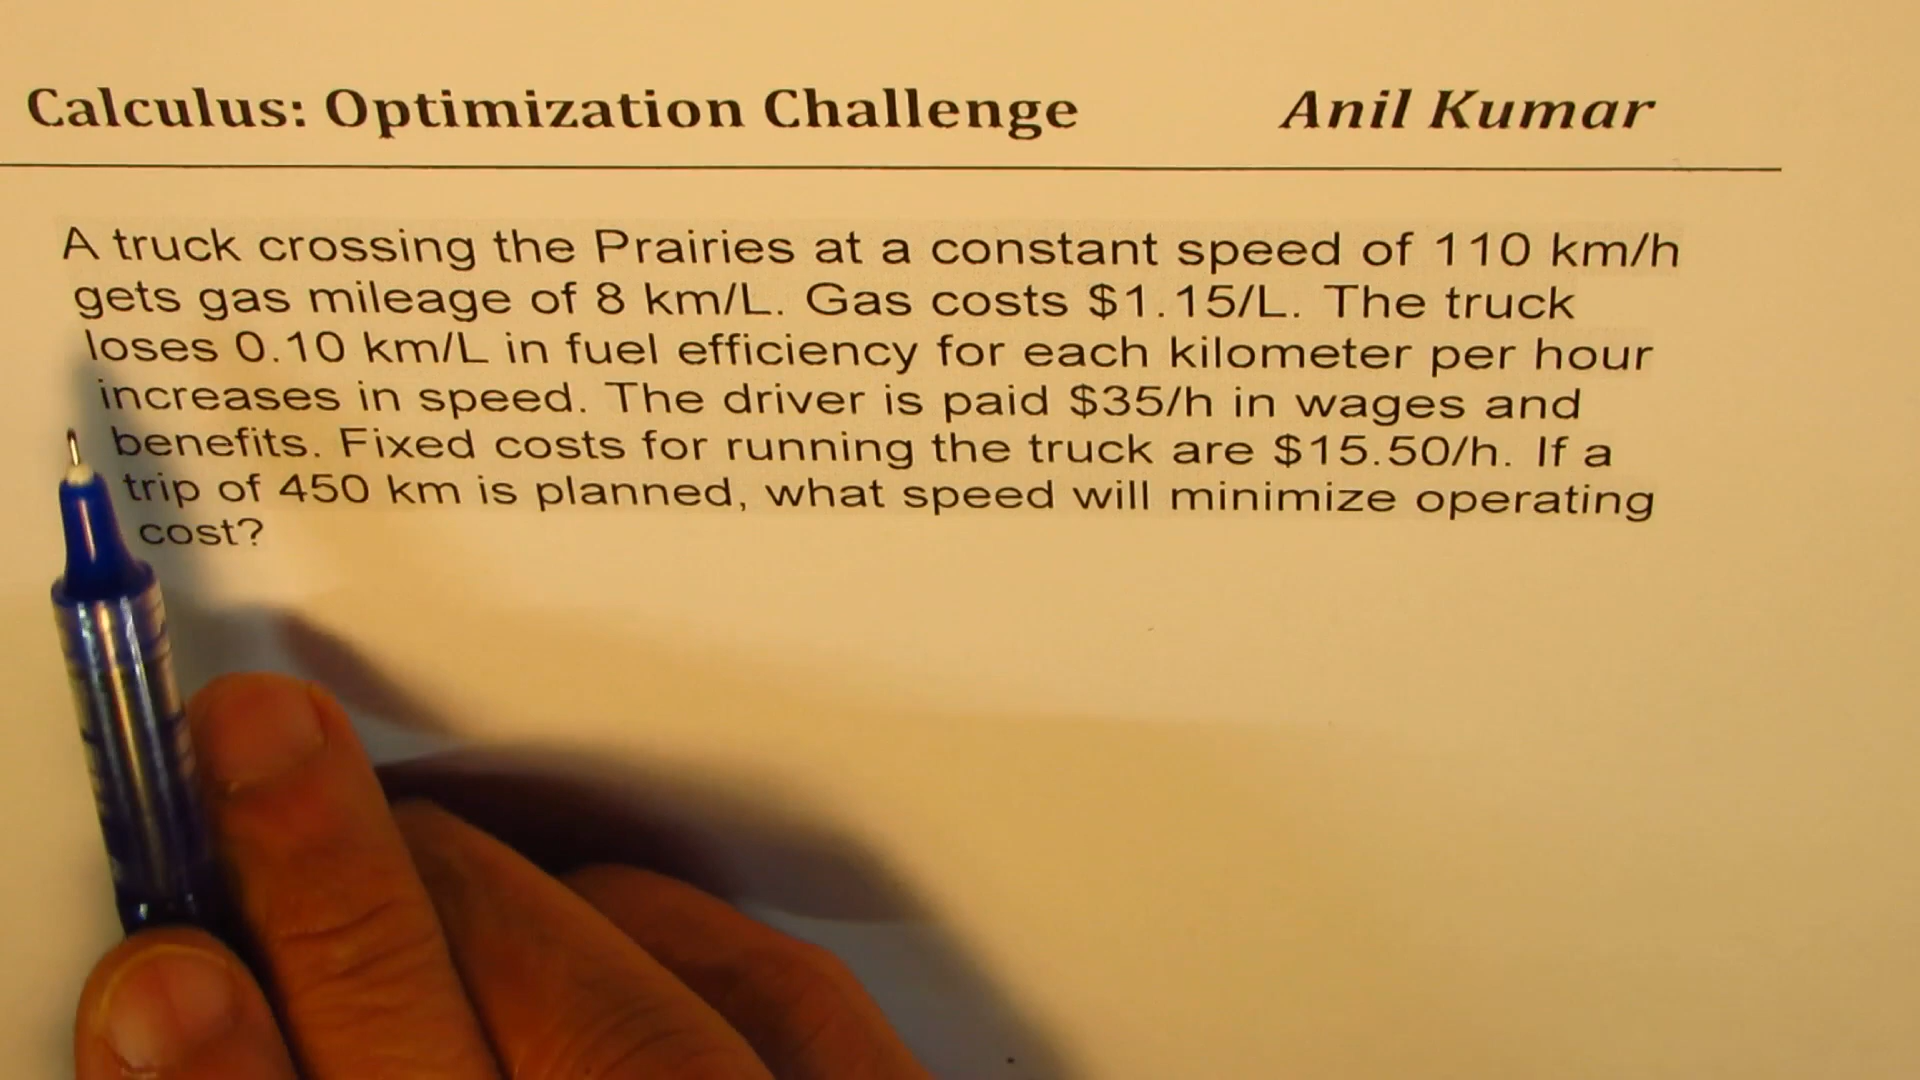 Calculus: Optimization Challenge Anil Kumar
A truck crossing the Prairies at a constant speed of 110 km/h
gets gas mileage of 8 km/L. Gas costs $1.15/L. The truck
loses 0.10 km/L in fuel efficiency for each kilometer per hour
increases in speed. The driver is paid $35/h in wages and
benefits. Fixed costs for running the truck are $15.50/h. If a
trip of 450 km is planned, what speed will minimize operating
cost?